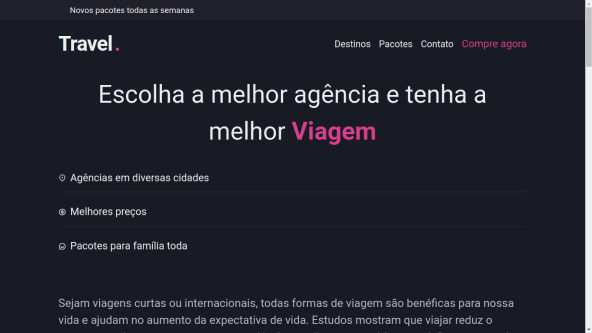 Novos pacotes todas as semanas
Travel.
Destinos Pacotes Contato Compre agora
Escolha a melhor agência e tenha a
melhor Viagem
Agências em diversas cidades
Melhores preços
Pacotes para família toda
Sejam viagens curtas ou internacionais, todas formas de viagem são benéficas para nossa
vida e ajudam no aumento da expectativa de vida. Estudos mostram que viajar reduz o